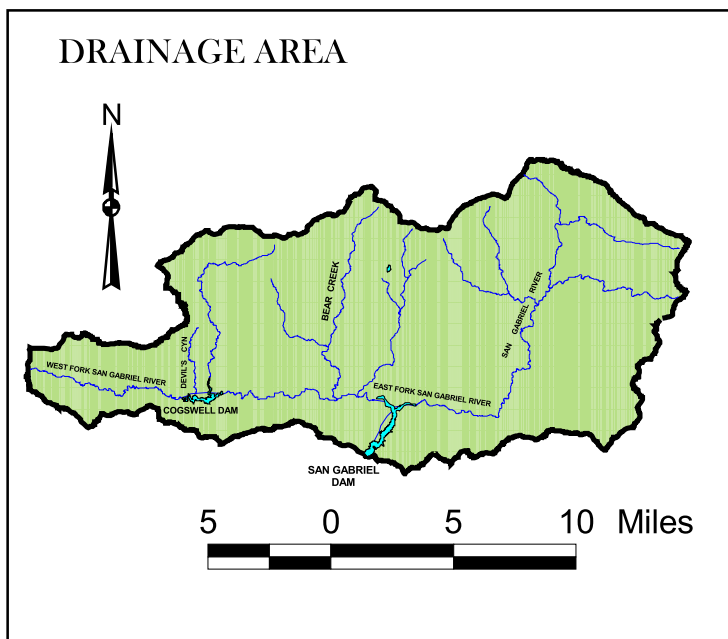 DRAINAGE AREA
N
BEAR CREEK
SAN GABRIEL RIVER
DEVIL'S CYN
WEST FORK SAN GABRIEL RIVER
EAST FORK SAN GABRIEL RIVER
COGSWELL DAM
SAN GABRIEL
DAM
5 0 5 10 Miles